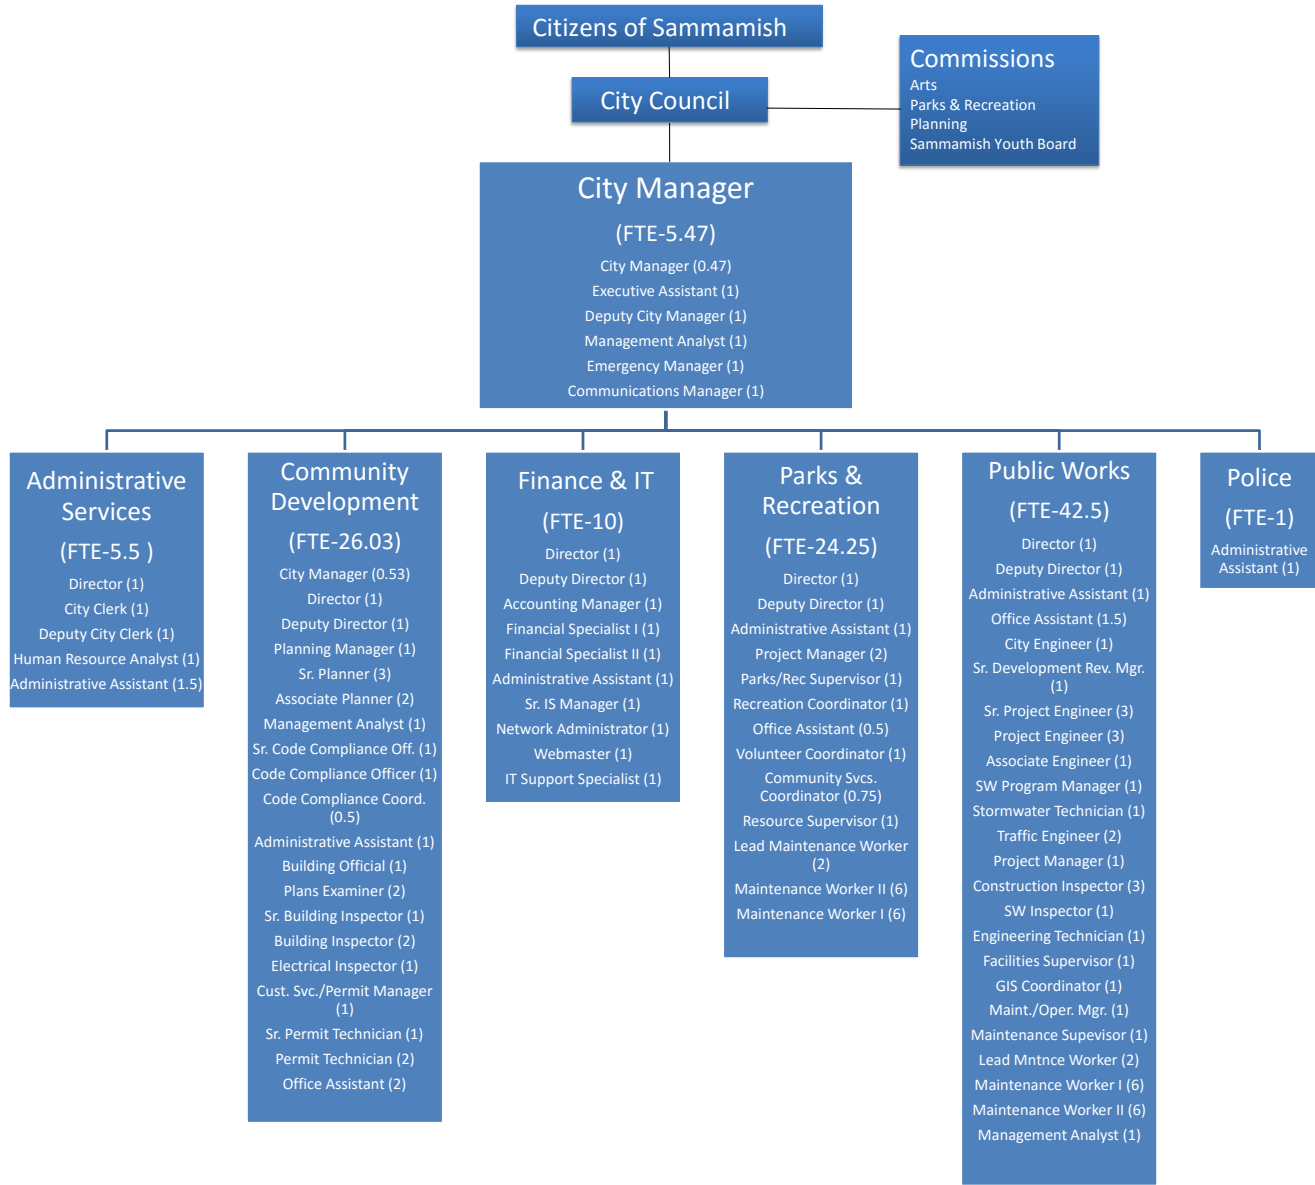 Citizens of Sammamish
City Council
Commissions
Arts
Parks & Recreation
Planning
Sammamish Youth Board
City Manager
(FTE-5.47)
City Manager (0.47)
Executive Assistant (1)
Deputy City Manager (1)
Management Analyst (1)
Emergency Manager (1)
Communications Manager (1)
Administrative
Services
(FTE-5.5 )
Director (1)
City Clerk (1)
Deputy City Clerk (1)
Human Resource Analyst (1)
Administrative Assistant (1.5)
Community
Development
(FTE-26.03)
City Manager (0.53)
Director (1)
Deputy Director (1)
Planning Manager (1)
Sr. Planner (3)
Associate Planner (2)
Management Analyst (1)
Sr. Code Compliance Off. (1)
Code Compliance Officer (1)
Code Compliance Coord.
(0.5)
Administrative Assistant (1)
Building Official (1)
Plans Examiner (2)
Sr. Building Inspector (1)
Building Inspector (2)
Electrical Inspector (1)
Cust. Svc./Permit Manager
(1)
Sr. Permit Technician (1)
Permit Technician (2)
Office Assistant (2)
Finance & IT
(FTE-10)
Director (1)
Deputy Director (1)
Accounting Manager (1)
Financial Specialist I (1)
Financial Specialist II (1)
Administrative Assistant (1)
Sr. IS Manager (1)
Network Administrator (1)
Webmaster (1)
IT Support Specialist (1)
Parks &
Recreation
(FTE-24.25)
Director (1)
Deputy Director (1)
Administrative Assistant (1)
Project Manager (2)
Parks/Rec Supervisor (1)
Recreation Coordinator (1)
Office Assistant (0.5)
Volunteer Coordinator (1)
Community Svcs.
Coordinator (0.75)
Resource Supervisor (1)
Lead Maintenance Worker
(2)
Maintenance Worker II (6)
Maintenance Worker I (6)
Public Works
(FTE-42.5)
Director (1)
Deputy Director (1)
Administrative Assistant (1)
Office Assistant (1.5)
City Engineer (1)
Sr. Development Rev. Mgr.
(1)
Sr. Project Engineer (3)
Project Engineer (3)
Associate Engineer (1)
SW Program Manager (1)
Stormwater Technician (1)
Traffic Engineer (2)
Project Manager (1)
Construction Inspector (3)
SW Inspector (1)
Engineering Technician (1)
Facilities Supervisor (1)
GIS Coordinator (1)
Maint./Oper. Mgr. (1)
Maintenance Supevisor (1)
Lead Mntnce Worker (2)
Maintenance Worker I (6)
Maintenance Worker II (6)
Management Analyst (1)
Police
(FTE-1)
Administrative
Assistant (1)